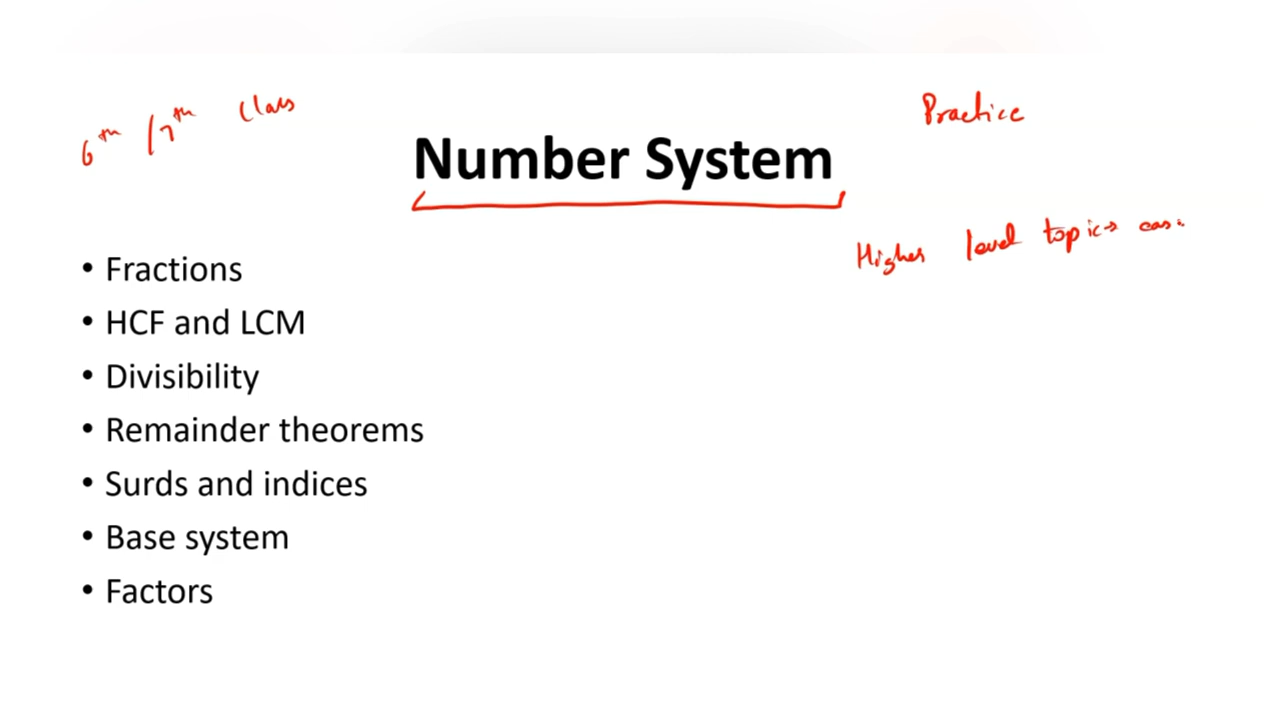 6th /7th Class
Practice
Number System
Higher level topics
• Fractions
• HCF and LCM
• Divisibility
• Remainder theorems
• Surds and indices
• Base system
• Factors